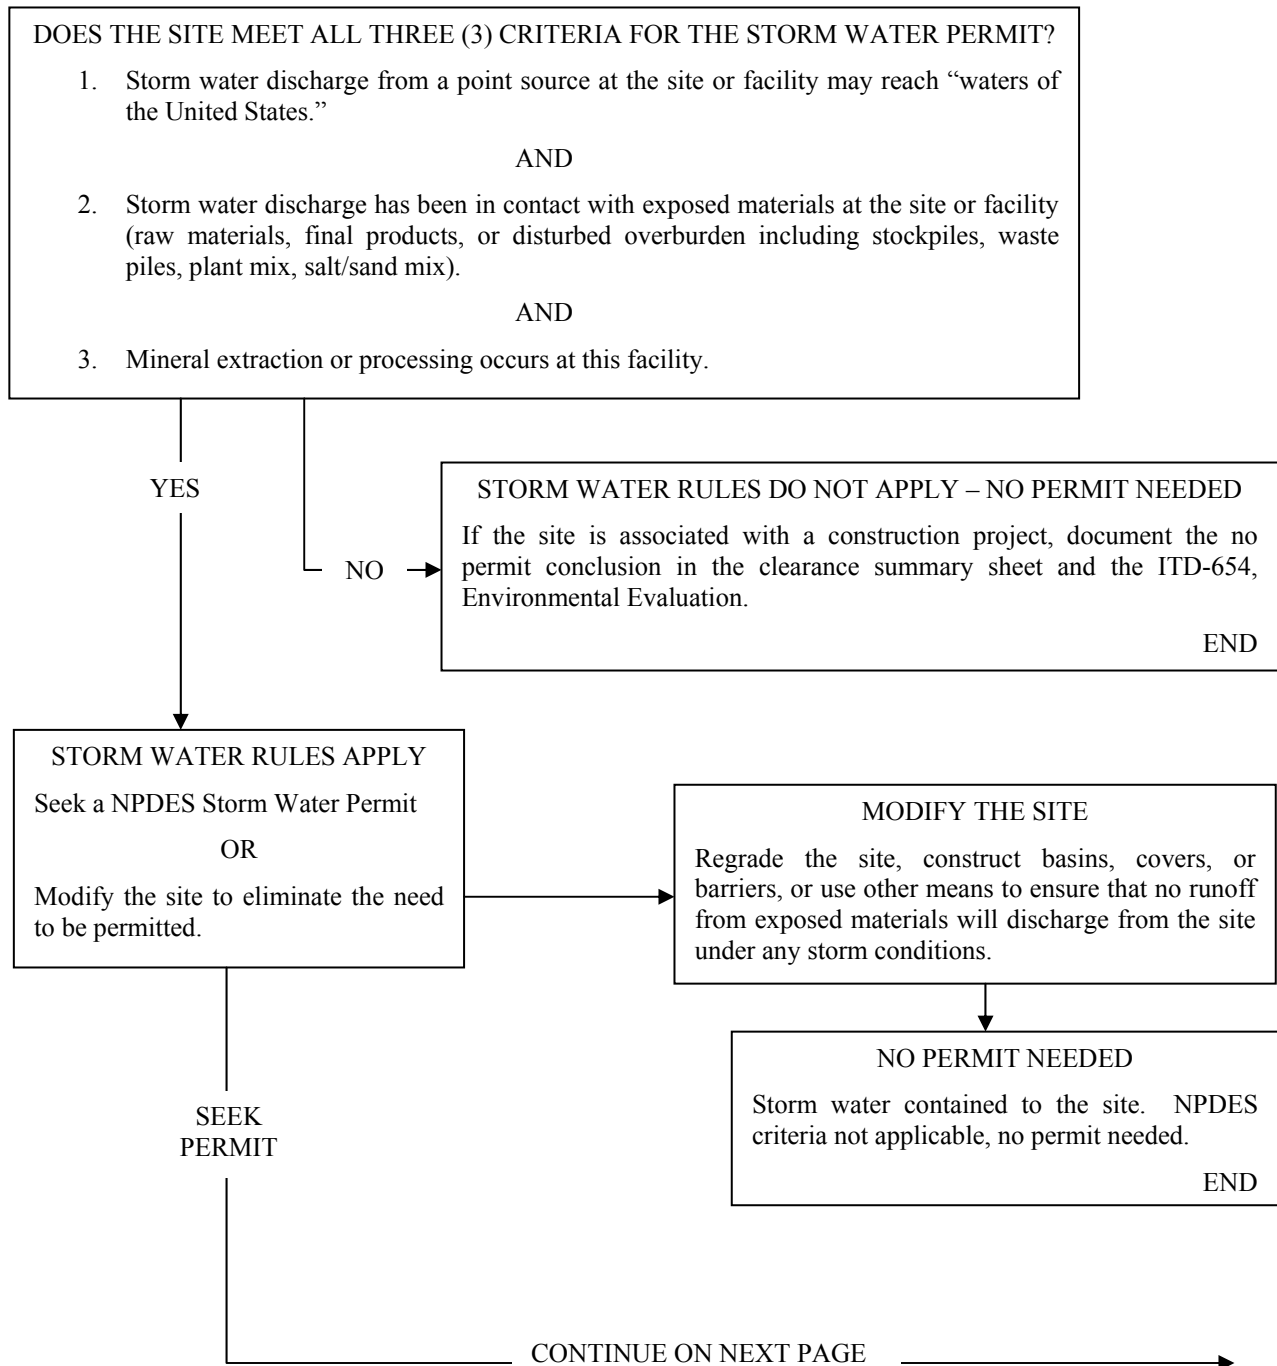 DOES THE SITE MEET ALL THREE (3) CRITERIA FOR THE STORM WATER PERMIT?
1. Storm water discharge from a point source at the site or facility may reach “waters of
the United States.”
AND
2. Storm water discharge has been in contact with exposed materials at the site or facility
(raw materials, final products, or disturbed overburden including stockpiles, waste
piles, plant mix, salt/sand mix).
AND
3. Mineral extraction or processing occurs at this facility.
YES
NO
STORM WATER RULES DO NOT APPLY – NO PERMIT NEEDED
If the site is associated with a construction project, document the no
permit conclusion in the clearance summary sheet and the ITD-654,
Environmental Evaluation.
END
STORM WATER RULES APPLY
Seek a NPDES Storm Water Permit
OR
Modify the site to eliminate the need
to be permitted.
MODIFY THE SITE
Regrade the site, construct basins, covers, or
barriers, or use other means to ensure that no runoff
from exposed materials will discharge from the site
under any storm conditions.
NO PERMIT NEEDED
Storm water contained to the site. NPDES
criteria not applicable, no permit needed.
END
SEEK
PERMIT
CONTINUE ON NEXT PAGE